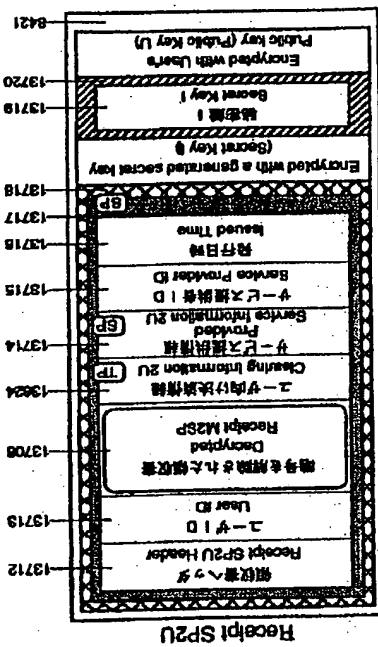 Receipt SP2U
領収書ヘッダ
Receipt SP2U Header
13712
ユーザID
User ID
13713
暗号を解除された領収書
Decrypted
Receipt M2SP
13708
ユーザ向け決済情報
Clearing Information 2U
TP
13624
サービス提供情報
Provided
Service Information 2U
SP
13714
サービス提供者ID
Service Provider ID
13715
発行日時
Issued Time
13716
13717
SP
13718
Encrypted with a generated secret key
(Secret Key I)
秘密鍵 I
Secret Key I
13719
13720
Encrypted with User's
Public key (Public Key U)
8421